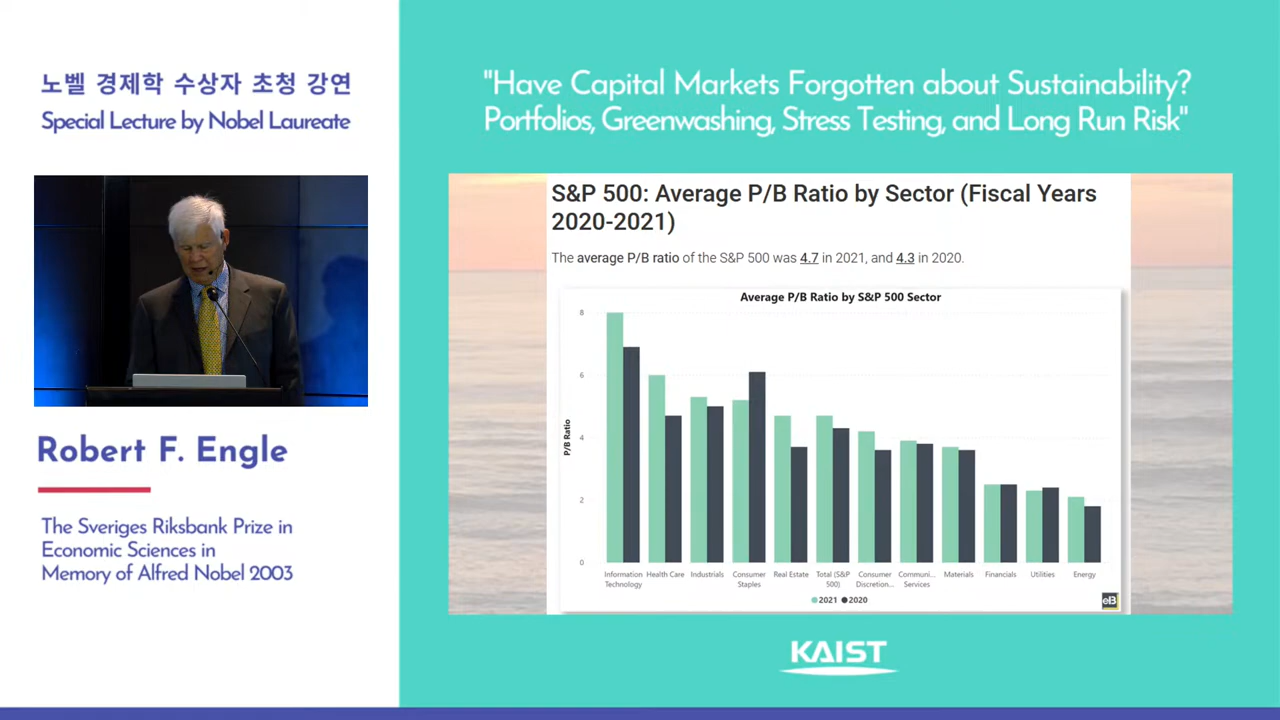 노벨 경제학 수상자 초청 강연
Special Lecture by Nobel Laureate
Robert F. Engle
The Sveriges Riksbank Prize in
Economic Sciences in
Memory of Alfred Nobel 2003
"Have Capital Markets Forgotten about Sustainability?
Portfolios, Greenwashing, Stress Testing, and Long Run Risk"
S&P 500: Average P/B Ratio by Sector (Fiscal Years
2020-2021)
The average P/B ratio of the S&P 500 was 4.7 in 2021, and 4.3 in 2020.
Average P/B Ratio by S&P 500 Sector
P/B Ratio
8
6
4
2
0
Information Technology
Health Care
Industrials
Consumer Staples
Real Estate
Total (S&P 500)
Consumer Discretion...
Communi... Services
Materials
Financials
Utilities
Energy
2021 2020
eB
KAIST